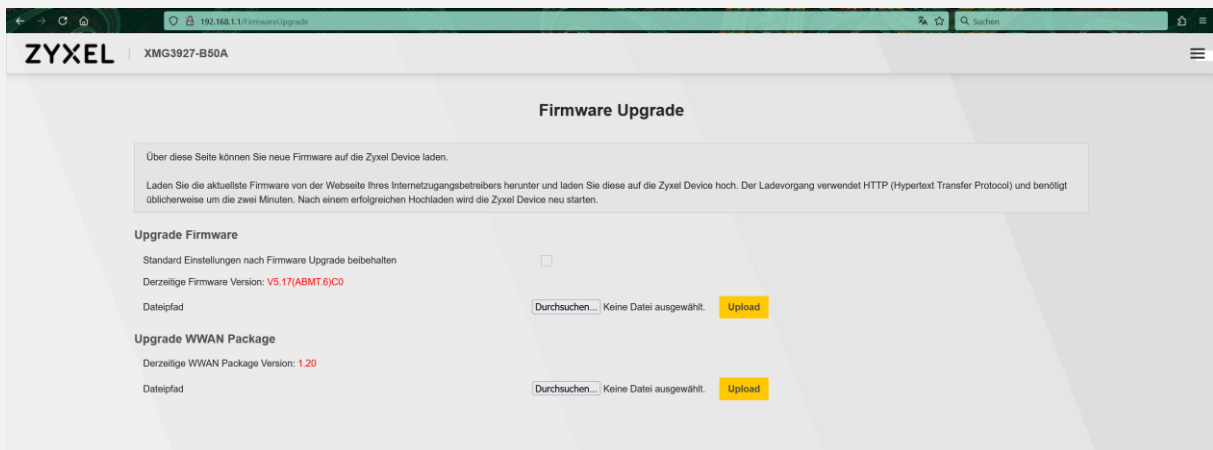 192.168.1.1/FirmwareUpgrade
Suchen
ZYXEL XMG3927-B50A
Firmware Upgrade
Über diese Seite können Sie neue Firmware auf die Zyxel Device laden.
Laden Sie die aktuellste Firmware von der Webseite Ihres Internetzugangsbetreibers herunter und laden Sie diese auf die Zyxel Device hoch. Der Ladevorgang verwendet HTTP (Hypertext Transfer Protocol) und benötigt
üblicherweise um die zwei Minuten. Nach einem erfolgreichen Hochladen wird die Zyxel Device neu starten.
Upgrade Firmware
Standard Einstellungen nach Firmware Upgrade beibehalten
Derzeitige Firmware Version: V5.17(ABMT.6)C0
Dateipfad Durchsuchen... Keine Datei ausgewählt. Upload
Upgrade WWAN Package
Derzeitige WWAN Package Version: 1.20
Dateipfad Durchsuchen... Keine Datei ausgewählt. Upload